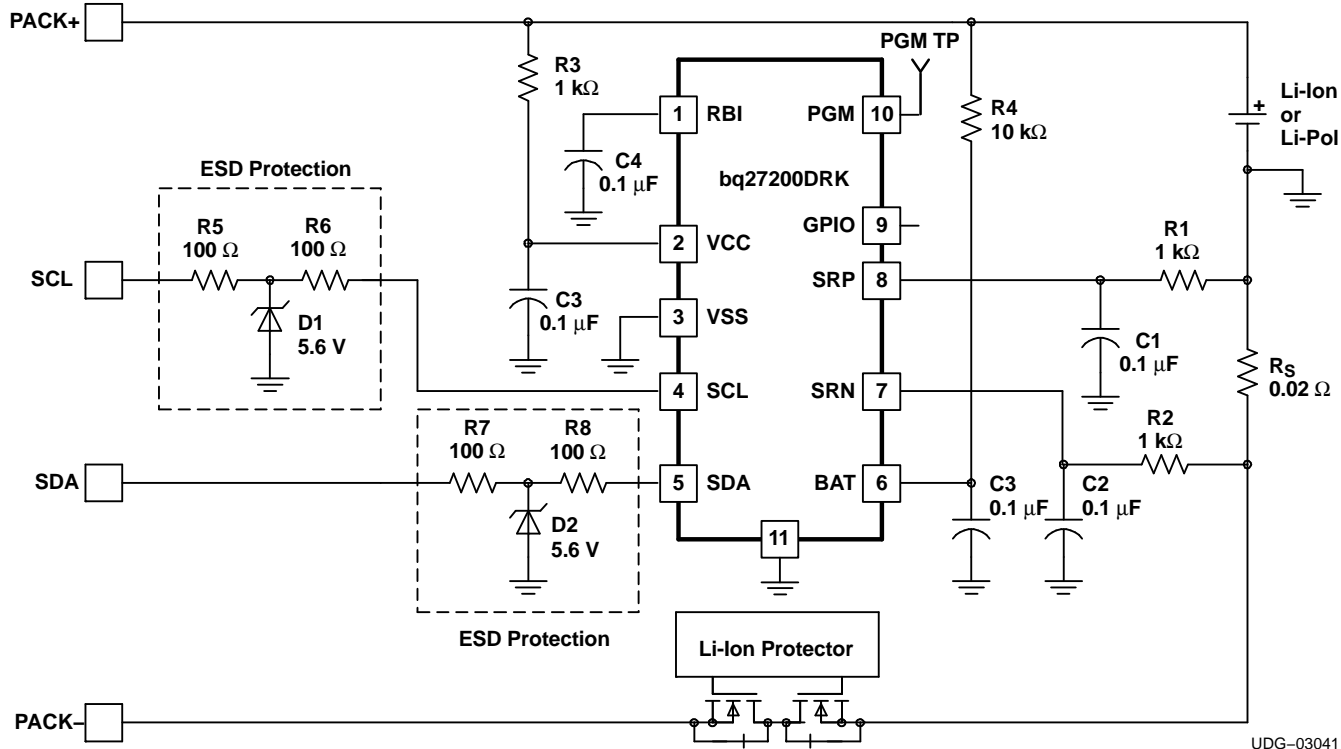 PACK+
PGM TP
R3
1 kΩ
R4
10 kΩ
Li-Ion
or
Li-Pol
+
1
RBI
PGM
10
C4
0.1 μF
bq27200DRK
ESD Protection
R5
100 Ω
R6
100 Ω
2
VCC
GPIO
9
R1
1 kΩ
SCL
SRP
8
D1
5.6 V
C3
0.1 μF
3
VSS
C1
0.1 μF
RS
0.02 Ω
4
SCL
SRN
7
R7
100 Ω
R8
100 Ω
R2
1 kΩ
SDA
5
SDA
BAT
6
C3
0.1 μF
C2
0.1 μF
D2
5.6 V
11
ESD Protection
Li-Ion Protector
PACK–
UDG–03041